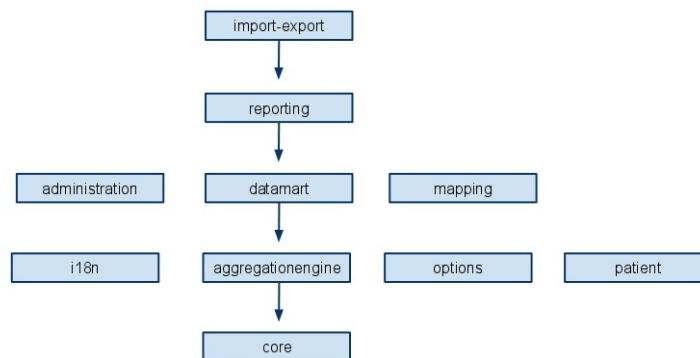 import-export
reporting
administration
datamart
mapping
i18n
aggregationengine
options
patient
core